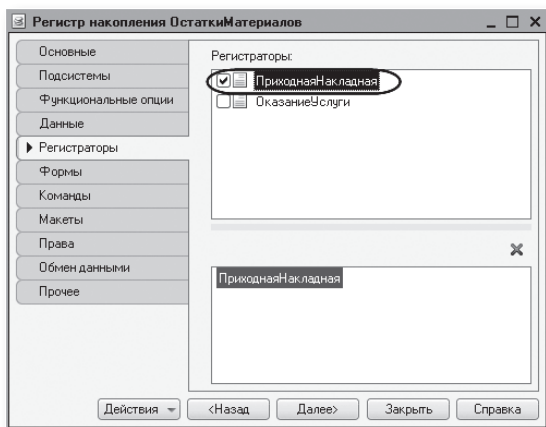 Регистр накопления ОстаткиМатериалов
Основные
Подсистемы
Функциональные опции
Данные
Регистраторы
Формы
Команды
Макеты
Права
Обмен данными
Прочее
Регистраторы:
ПриходнаяНакладная
ОказаниеУслуги
ПриходнаяНакладная
Действия
<Назад
Далее>
Закрыть
Справка